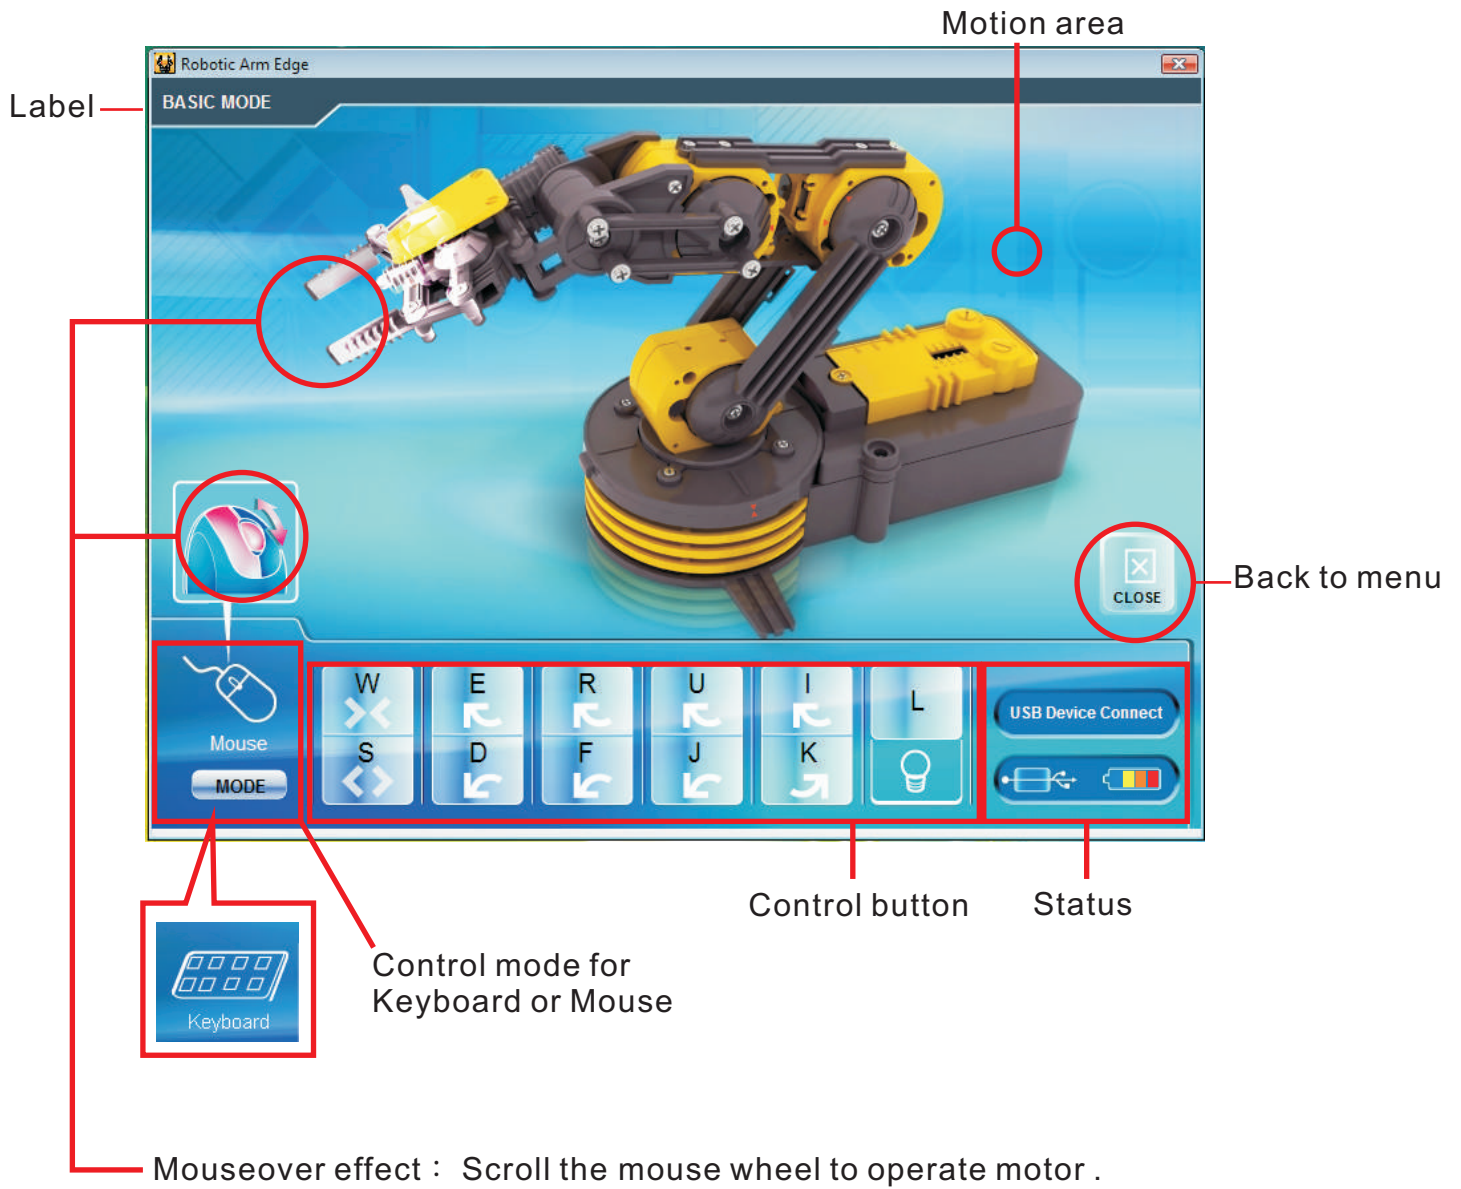 Motion area
Robotic Arm Edge
Label
BASIC MODE
CLOSE
Back to menu
W
E
R
U
I
L
S
D
F
J
K
Mouse
MODE
USB Device Connect
Control button
Status
Control mode for
Keyboard or Mouse
Keyboard
Mouseover effect : Scroll the mouse wheel to operate motor .